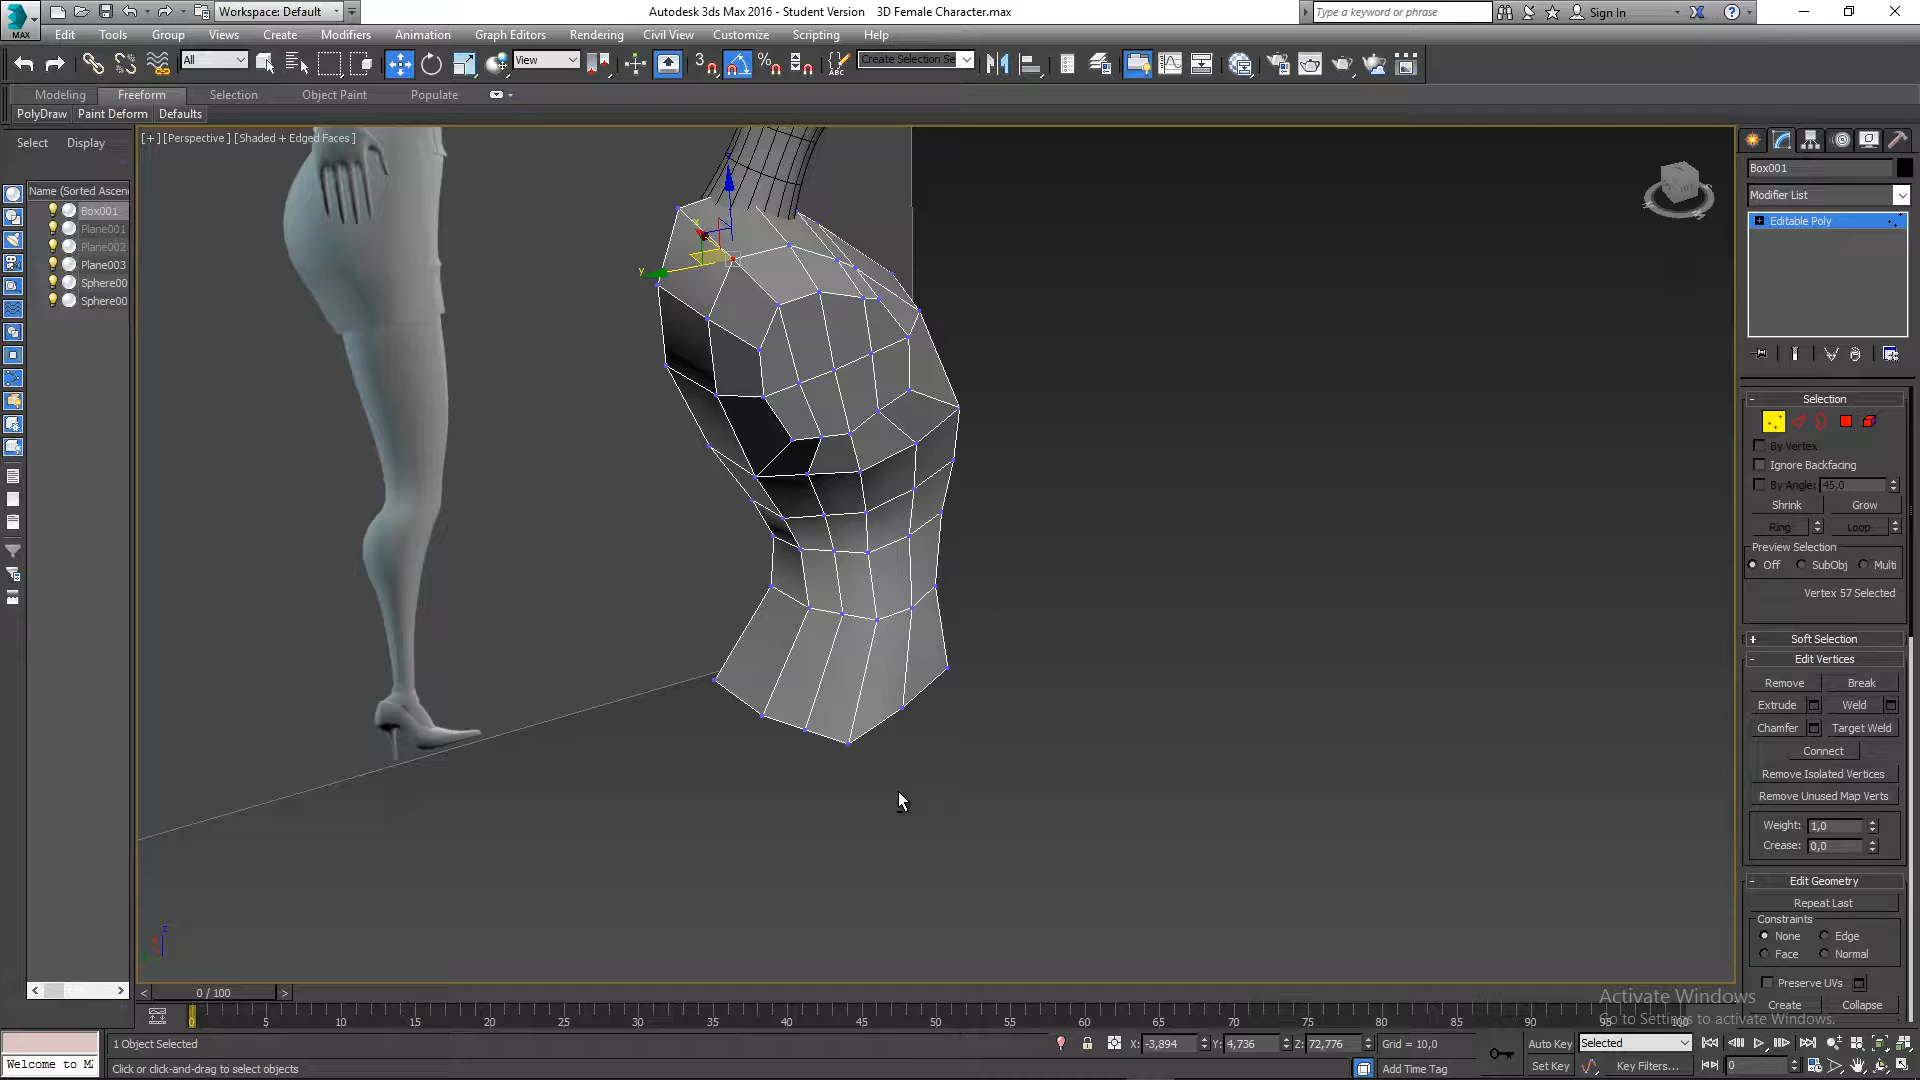 Autodesk 3ds Max 2016 - Student Version    3D Female Character.max
Workspace: Default
Type a keyword or phrase
Sign In
MAX
Edit Tools Group Views Create Modifiers Animation Graph Editors Rendering Civil View Customize Scripting Help
All
View
3
Create Selection Se
ABC
Modeling Freeform Selection Object Paint Populate
PolyDraw Paint Deform Defaults
Select Display
[+] [Perspective] [Shaded + Edged Faces]
Name (Sorted Ascen
Box001
Plane001
Plane002
Plane003
Sphere00
Sphere00
y
x
z
Box001
Modifier List
Editable Poly
Selection
By Vertex
Ignore Backfacing
By Angle: 45,0
Shrink Grow
Ring Loop
Preview Selection
Off SubObj Multi
Vertex 57 Selected
Soft Selection
Edit Vertices
Remove Break
Extrude Weld
Chamfer Target Weld
Connect
Remove Isolated Vertices
Remove Unused Map Verts
Weight: 1,0
Crease: 0,0
Edit Geometry
Repeat Last
Constraints
None Edge
Face Normal
Preserve UVs
Create Collapse
Activate Windows
Go to Settings to activate Windows.
0 / 100
0 5 10 15 20 25 30 35 40 45 50 55 60 65 70 75 80 85 90 95 100
1 Object Selected
X: -3,894 Y: 4,736 Z: 72,776 Grid = 10,0
Auto Key Selected
Welcome to M
Click or click-and-drag to select objects
Add Time Tag
Set Key Key Filters... 0